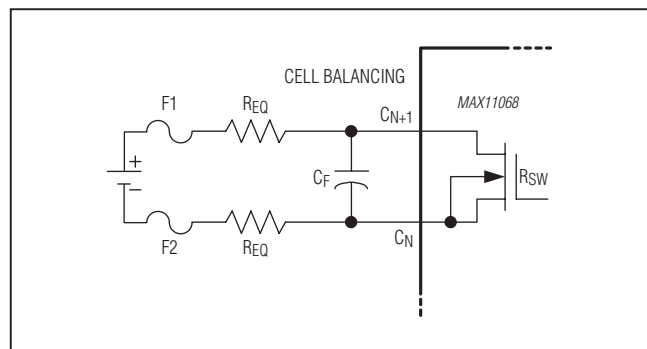 CELL BALANCING
MAX11068
F1
REQ
CN+1
+
CF
RSW
-
CN
F2
REQ